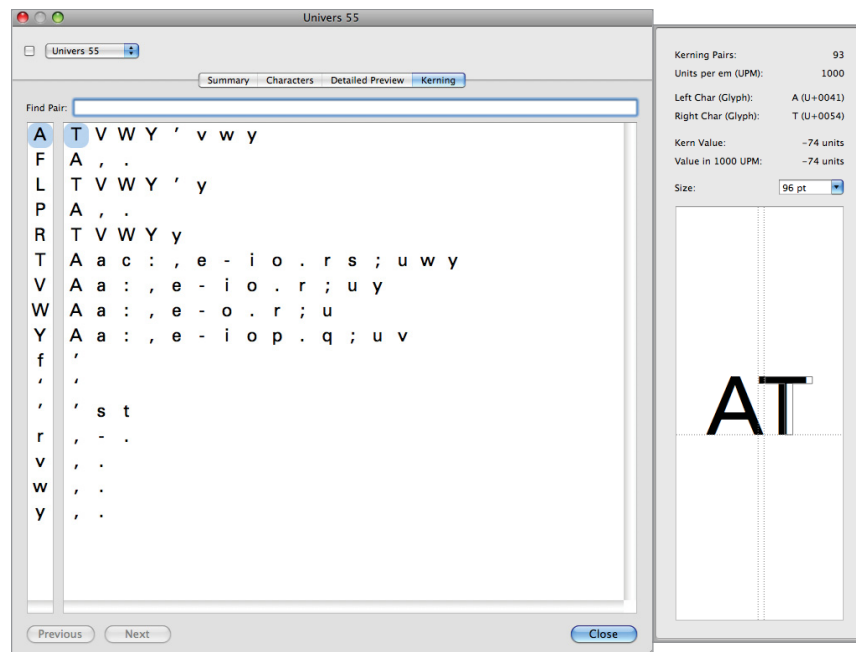 Univers 55
Univers 55
Summary Characters Detailed Preview Kerning
Find Pair:
A T V W Y ’ v w y
F A , .
L T V W Y ’ y
P A , .
R T V W Y y
T A a c : , e - i o . r s ; u w y
V A a : , e - i o . r ; u y
W A a : , e - o . r ; u
Y A a : , e - i o p . q ; u v
f ’
‘ ‘
’ ’ s t
r , - .
v , .
w , .
y , .
Previous Next Close
Kerning Pairs: 93
Units per em (UPM): 1000
Left Char (Glyph): A (U+0041)
Right Char (Glyph): T (U+0054)
Kern Value: −74 units
Value in 1000 UPM: −74 units
Size: 96 pt
AT